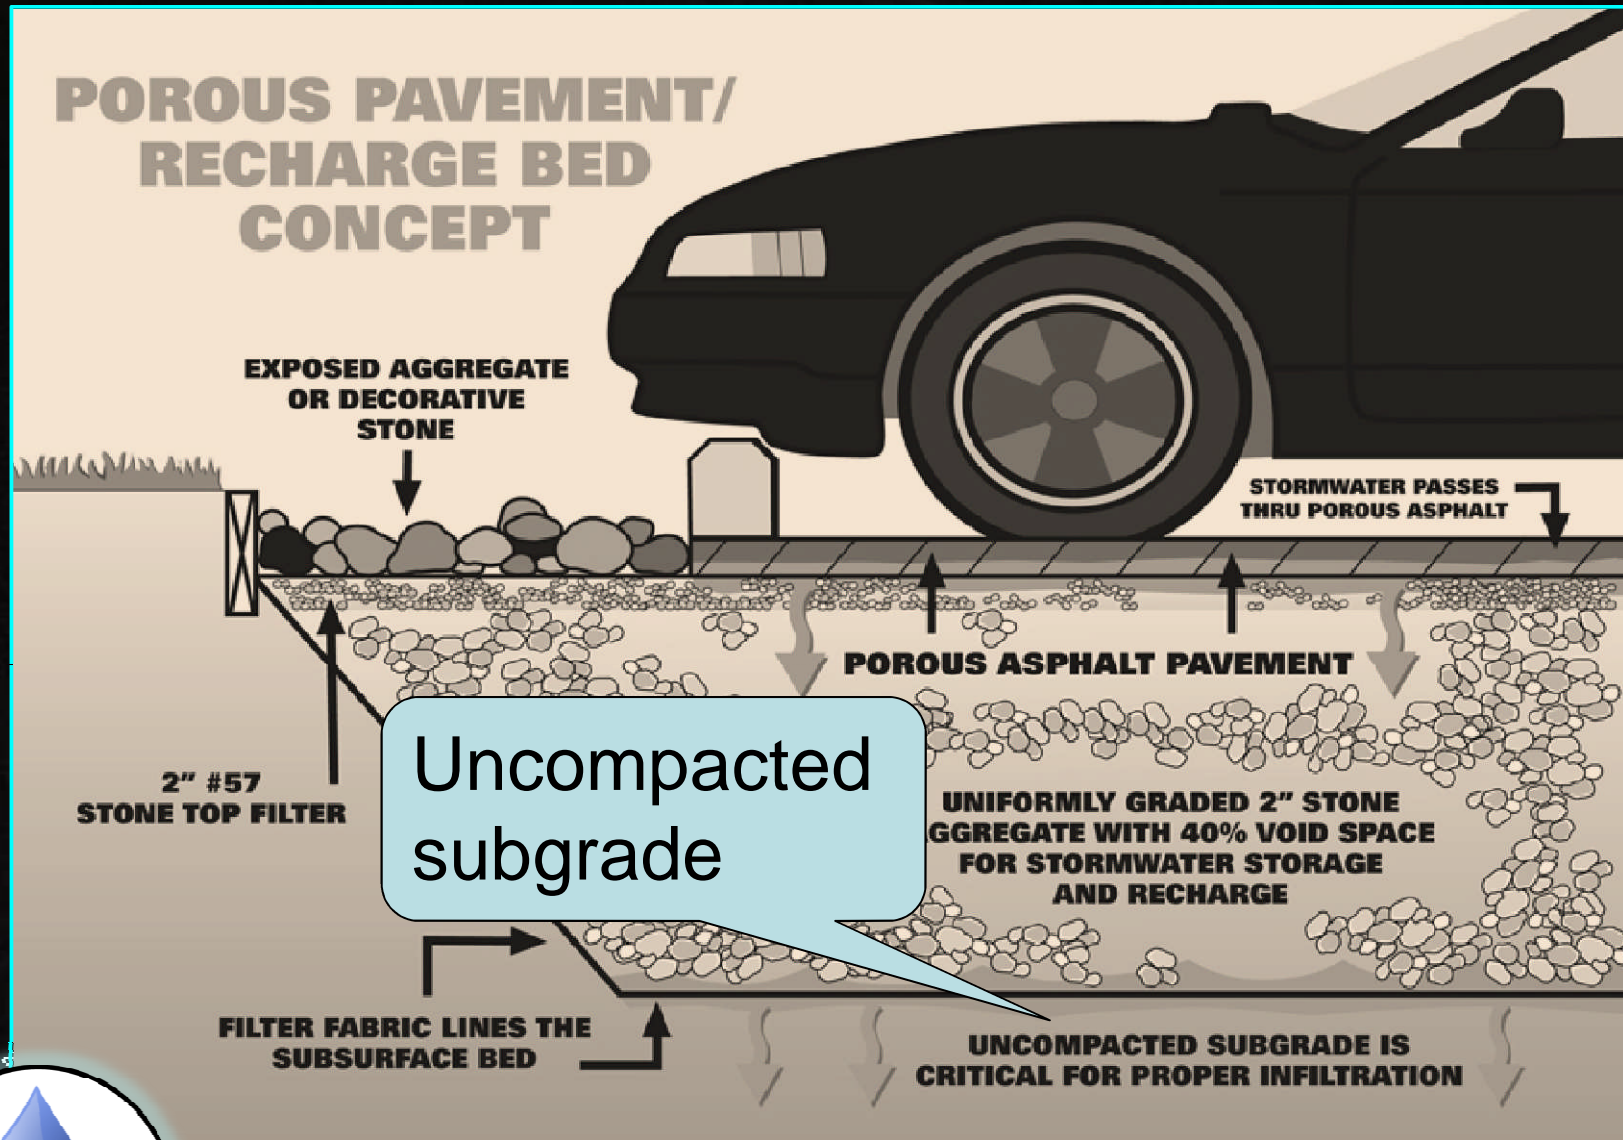 POROUS PAVEMENT/
RECHARGE BED
CONCEPT
EXPOSED AGGREGATE
OR DECORATIVE
STONE
STORMWATER PASSES
THRU POROUS ASPHALT
POROUS ASPHALT PAVEMENT
2" #57
STONE TOP FILTER
Uncompacted
subgrade
UNIFORMLY GRADED 2" STONE
GGREGATE WITH 40% VOID SPACE
FOR STORMWATER STORAGE
AND RECHARGE
FILTER FABRIC LINES THE
SUBSURFACE BED
UNCOMPACTED SUBGRADE IS
CRITICAL FOR PROPER INFILTRATION